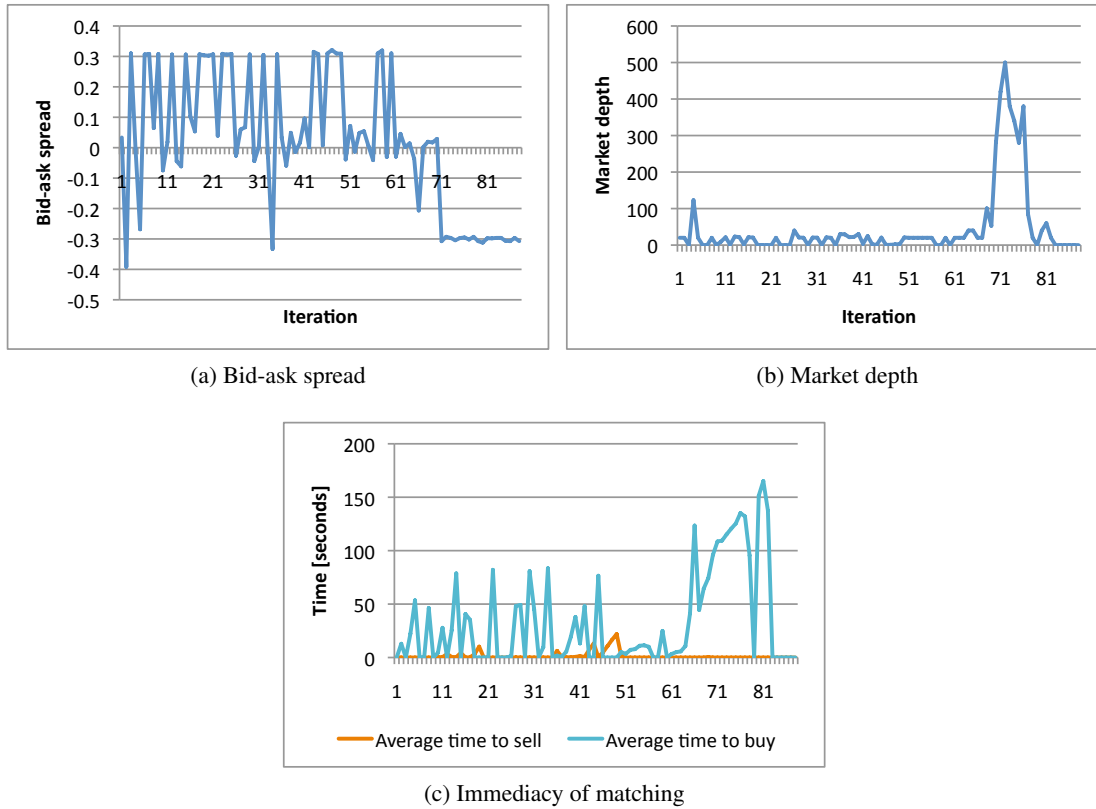 0.4
0.3
0.2
0.1
0
-0.1
-0.2
-0.3
-0.4
-0.5
Bid-ask spread
1 11 21 31 41 51 61 71 81
Iteration
(a) Bid-ask spread
600
500
400
300
200
100
0
Market depth
1 11 21 31 41 51 61 71 81
Iteration
(b) Market depth
200
150
100
50
0
Time [seconds]
1 11 21 31 41 51 61 71 81
Average time to sell Average time to buy
(c) Immediacy of matching